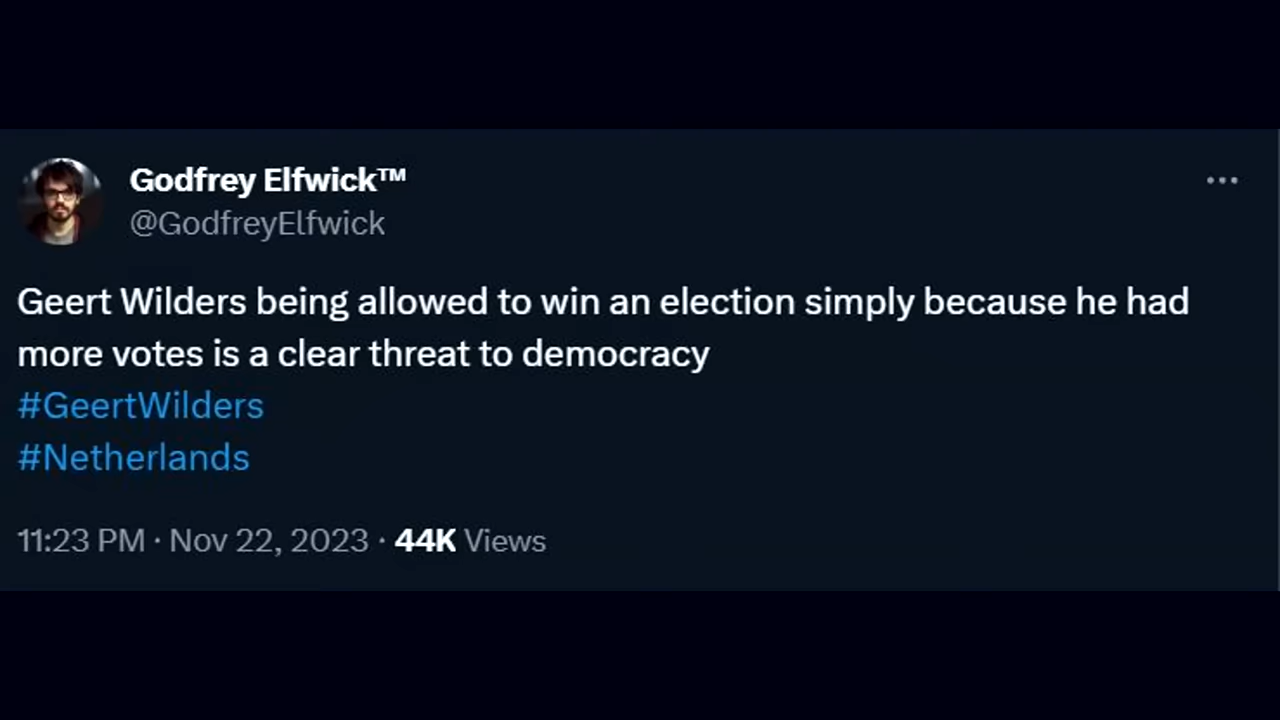 Godfrey Elfwick™
@GodfreyElfwick
Geert Wilders being allowed to win an election simply because he had
more votes is a clear threat to democracy
#GeertWilders
#Netherlands
11:23 PM · Nov 22, 2023 · 44K Views